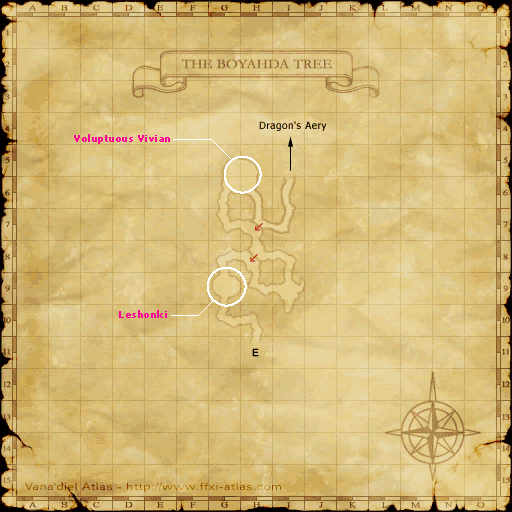 A B C D E F G H I J K L M N O
THE BOYAHDA TREE
Dragon's Aery
Voluptuous Vivian
Leshonki
E
1
2
3
4
5
6
7
8
9
10
11
12
13
14
15
Vana'diel Atlas - http://www.ffxi-atlas.com
A B C D E F G H I J K L M N O